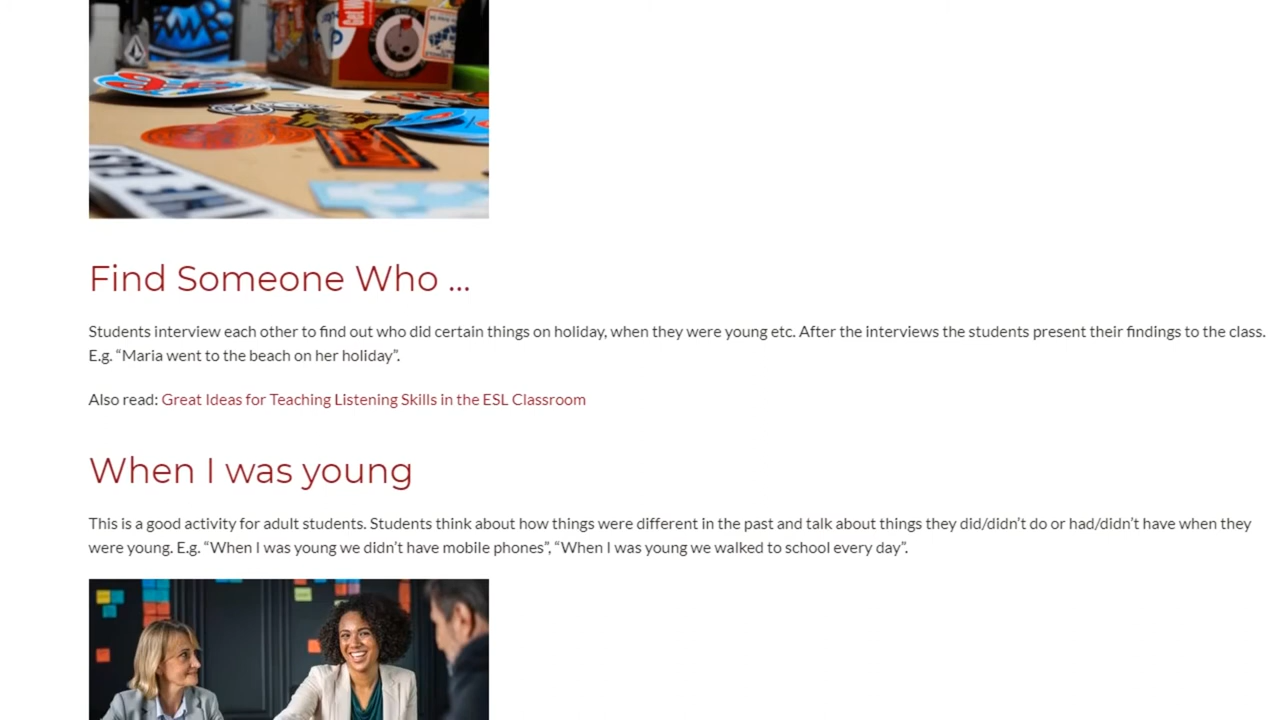 Find Someone Who ...
Students interview each other to find out who did certain things on holiday, when they were young etc. After the interviews the students present their findings to the class.
E.g. “Maria went to the beach on her holiday”.
Also read: Great Ideas for Teaching Listening Skills in the ESL Classroom
When I was young
This is a good activity for adult students. Students think about how things were different in the past and talk about things they did/didn’t do or had/didn’t have when they
were young. E.g. “When I was young we didn’t have mobile phones”, “When I was young we walked to school every day”.